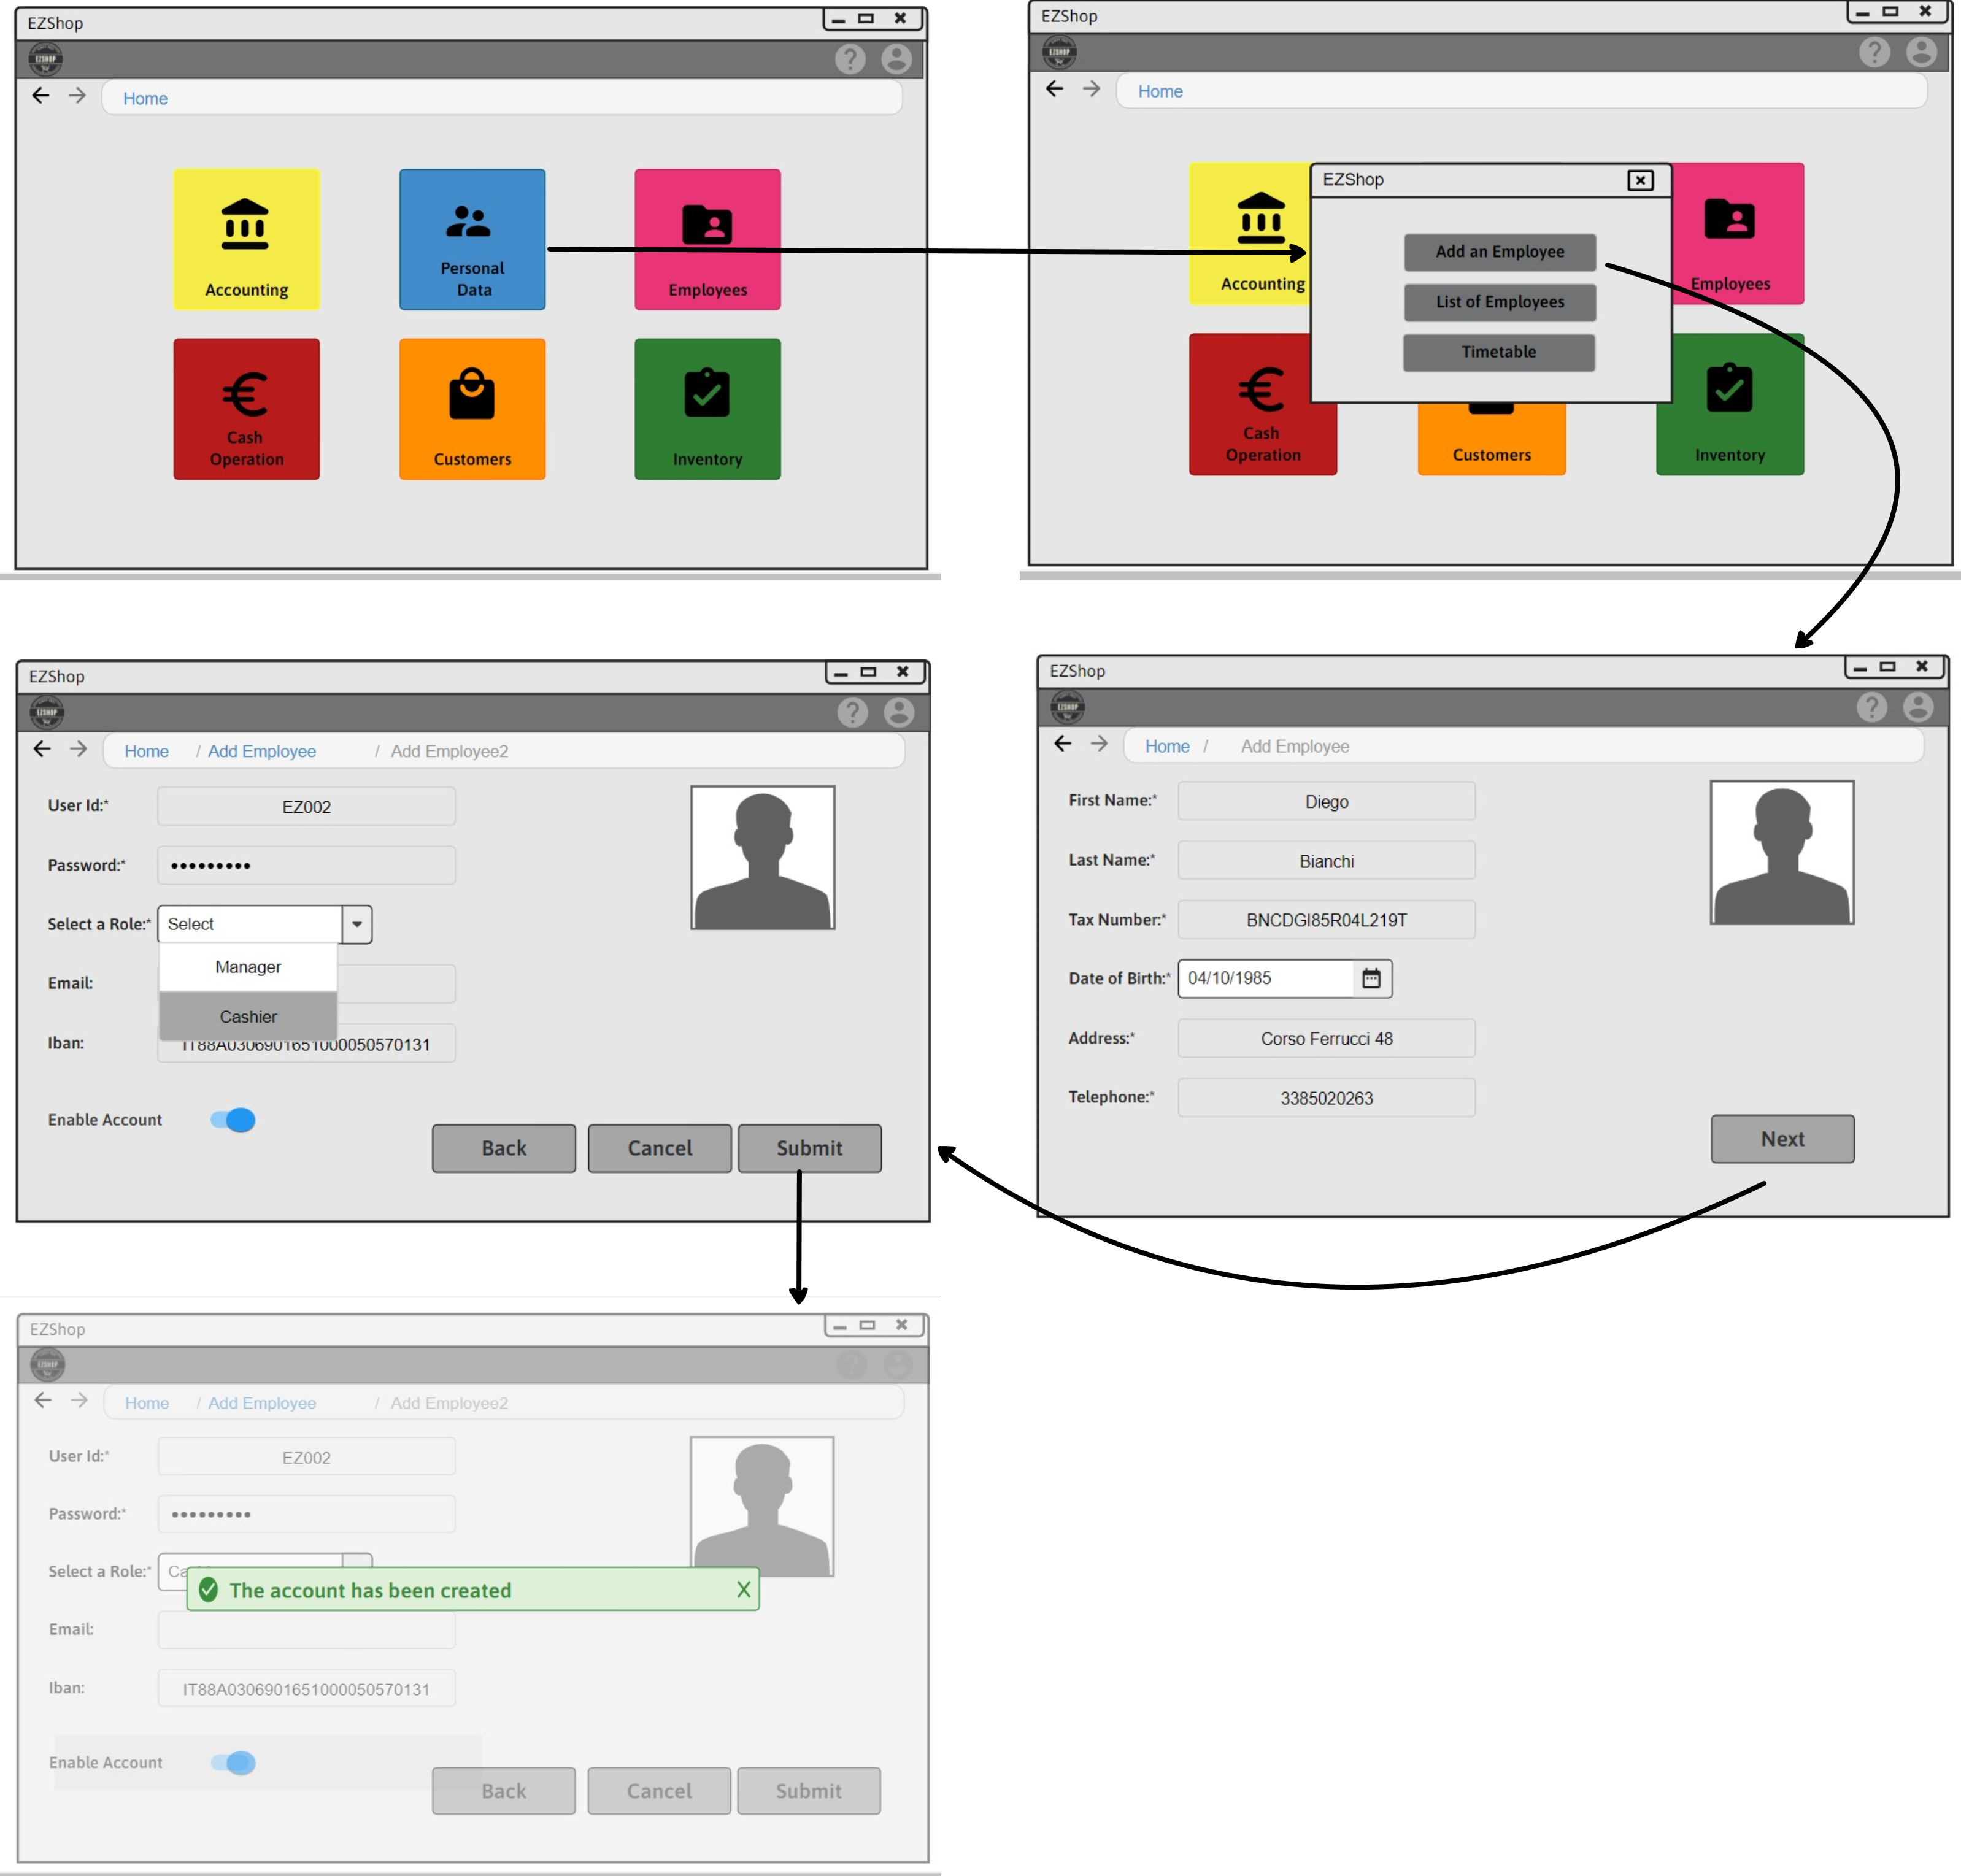 EZShop
EZSHOP
?
Home
Accounting
Personal
Data
Employees
Cash
Operation
Customers
Inventory
EZShop
EZSHOP
?
Home
EZShop
Add an Employee
List of Employees
Timetable
Accounting
Employees
Cash
Operation
Customers
Inventory
EZShop
EZSHOP
?
Home / Add Employee
First Name:* Diego
Last Name:* Bianchi
Tax Number:* BNCDGI85R04L219T
Date of Birth:* 04/10/1985
Address:* Corso Ferrucci 48
Telephone:* 3385020263
Next
EZShop
EZSHOP
?
Home / Add Employee / Add Employee2
User Id:* EZ002
Password:* •••••••••
Select a Role:* Select
Manager
Email:
Cashier
Iban: IT88A0306901651000050570131
Enable Account
Back Cancel Submit
EZShop
EZSHOP
?
Home / Add Employee / Add Employee2
User Id:* EZ002
Password:* •••••••••
Select a Role:*
The account has been created X
Email:
Iban: IT88A0306901651000050570131
Enable Account
Back Cancel Submit